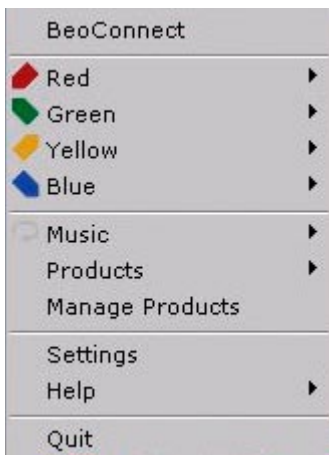 BeoConnect
Red
Green
Yellow
Blue
Music
Products
Manage Products
Settings
Help
Quit